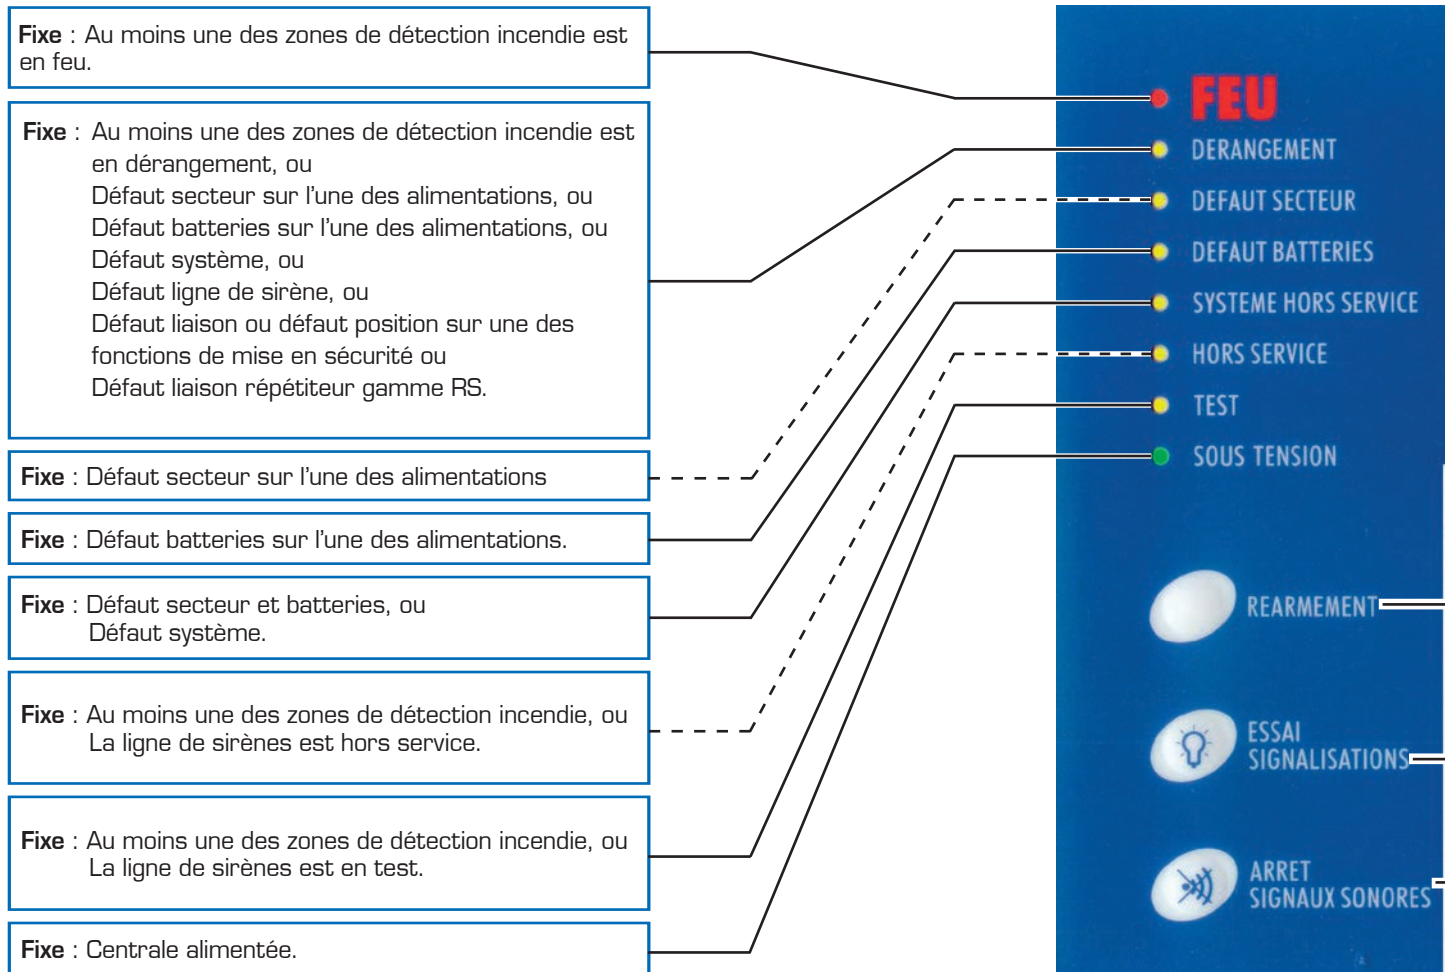 Fixe : Au moins une des zones de détection incendie est
en feu.
Fixe : Au moins une des zones de détection incendie est
en dérangement, ou
Défaut secteur sur l'une des alimentations, ou
Défaut batteries sur l'une des alimentations, ou
Défaut système, ou
Défaut ligne de sirène, ou
Défaut liaison ou défaut position sur une des
fonctions de mise en sécurité ou
Défaut liaison répétiteur gamme RS.
Fixe : Défaut secteur sur l'une des alimentations
Fixe : Défaut batteries sur l'une des alimentations.
Fixe : Défaut secteur et batteries, ou
Défaut système.
Fixe : Au moins une des zones de détection incendie, ou
La ligne de sirènes est hors service.
Fixe : Au moins une des zones de détection incendie, ou
La ligne de sirènes est en test.
Fixe : Centrale alimentée.
FEU
DERANGEMENT
DEFAUT SECTEUR
DEFAUT BATTERIES
SYSTEME HORS SERVICE
HORS SERVICE
TEST
SOUS TENSION
REARMEMENT
ESSAI
SIGNALISATIONS
ARRET
SIGNAUX SONORES